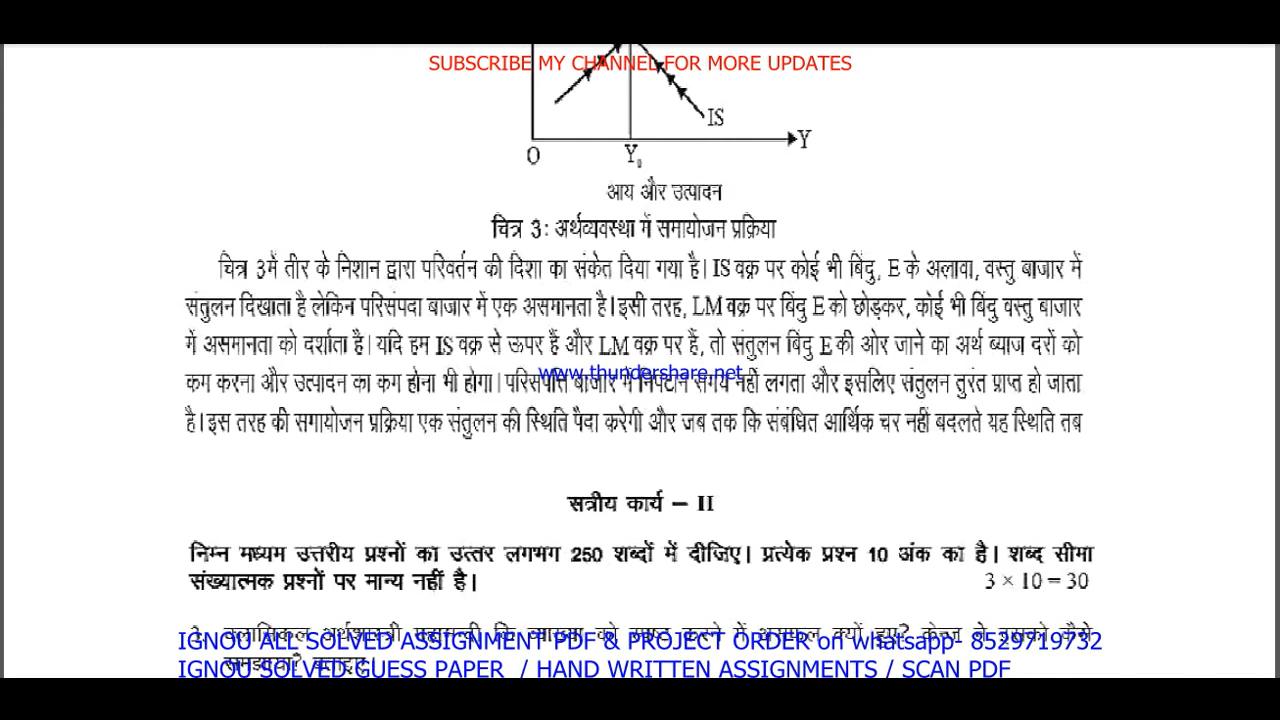 SUBSCRIBE MY CHANNEL FOR MORE UPDATES
IS
Y
O
Y₀
आय और उत्पादन
चित्र 3: अर्थव्यवस्था में समायोजन प्रक्रिया
चित्र 3में तीर के निशान द्वारा परिवर्तन की दिशा का संकेत दिया गया है। IS वक्र पर कोई भी बिंदु, E के अलावा, वस्तु बाजार में
संतुलन दिखाता है लेकिन परिसंपदा बाजार में एक असमानता है। इसी तरह, LM वक्र पर बिंदु E को छोड़कर, कोई भी बिंदु वस्तु बाजार
में असमानता को दर्शाता है। यदि हम IS वक्र से ऊपर हैं और LM वक्र पर हैं, तो संतुलन बिंदु E की ओर जाने का अर्थ ब्याज दरों को
www.thundershare.net
कम करना और उत्पादन का कम होना भी होगा। परिसंपत्ति बाजार में समय नहीं लगता और इसलिए संतुलन तुरंत प्राप्त हो जाता
है। इस तरह की समायोजन प्रक्रिया एक संतुलन की स्थिति पैदा करेगी और जब तक कि संबंधित आर्थिक चर नहीं बदलते यह स्थिति तब
सत्रीय कार्य – II
निम्न मध्यम उत्तरीय प्रश्नों का उत्तर लगभग 250 शब्दों में दीजिए। प्रत्येक प्रश्न 10 अंक का है। शब्द सीमा
संख्यात्मक प्रश्नों पर मान्य नहीं है। 3 × 10 = 30
IGNOU ALL SOLVED ASSIGNMENT PDF & PROJECT ORDER on whatsapp- 8529719732
IGNOU SOLVED GUESS PAPER / HAND WRITTEN ASSIGNMENTS / SCAN PDF